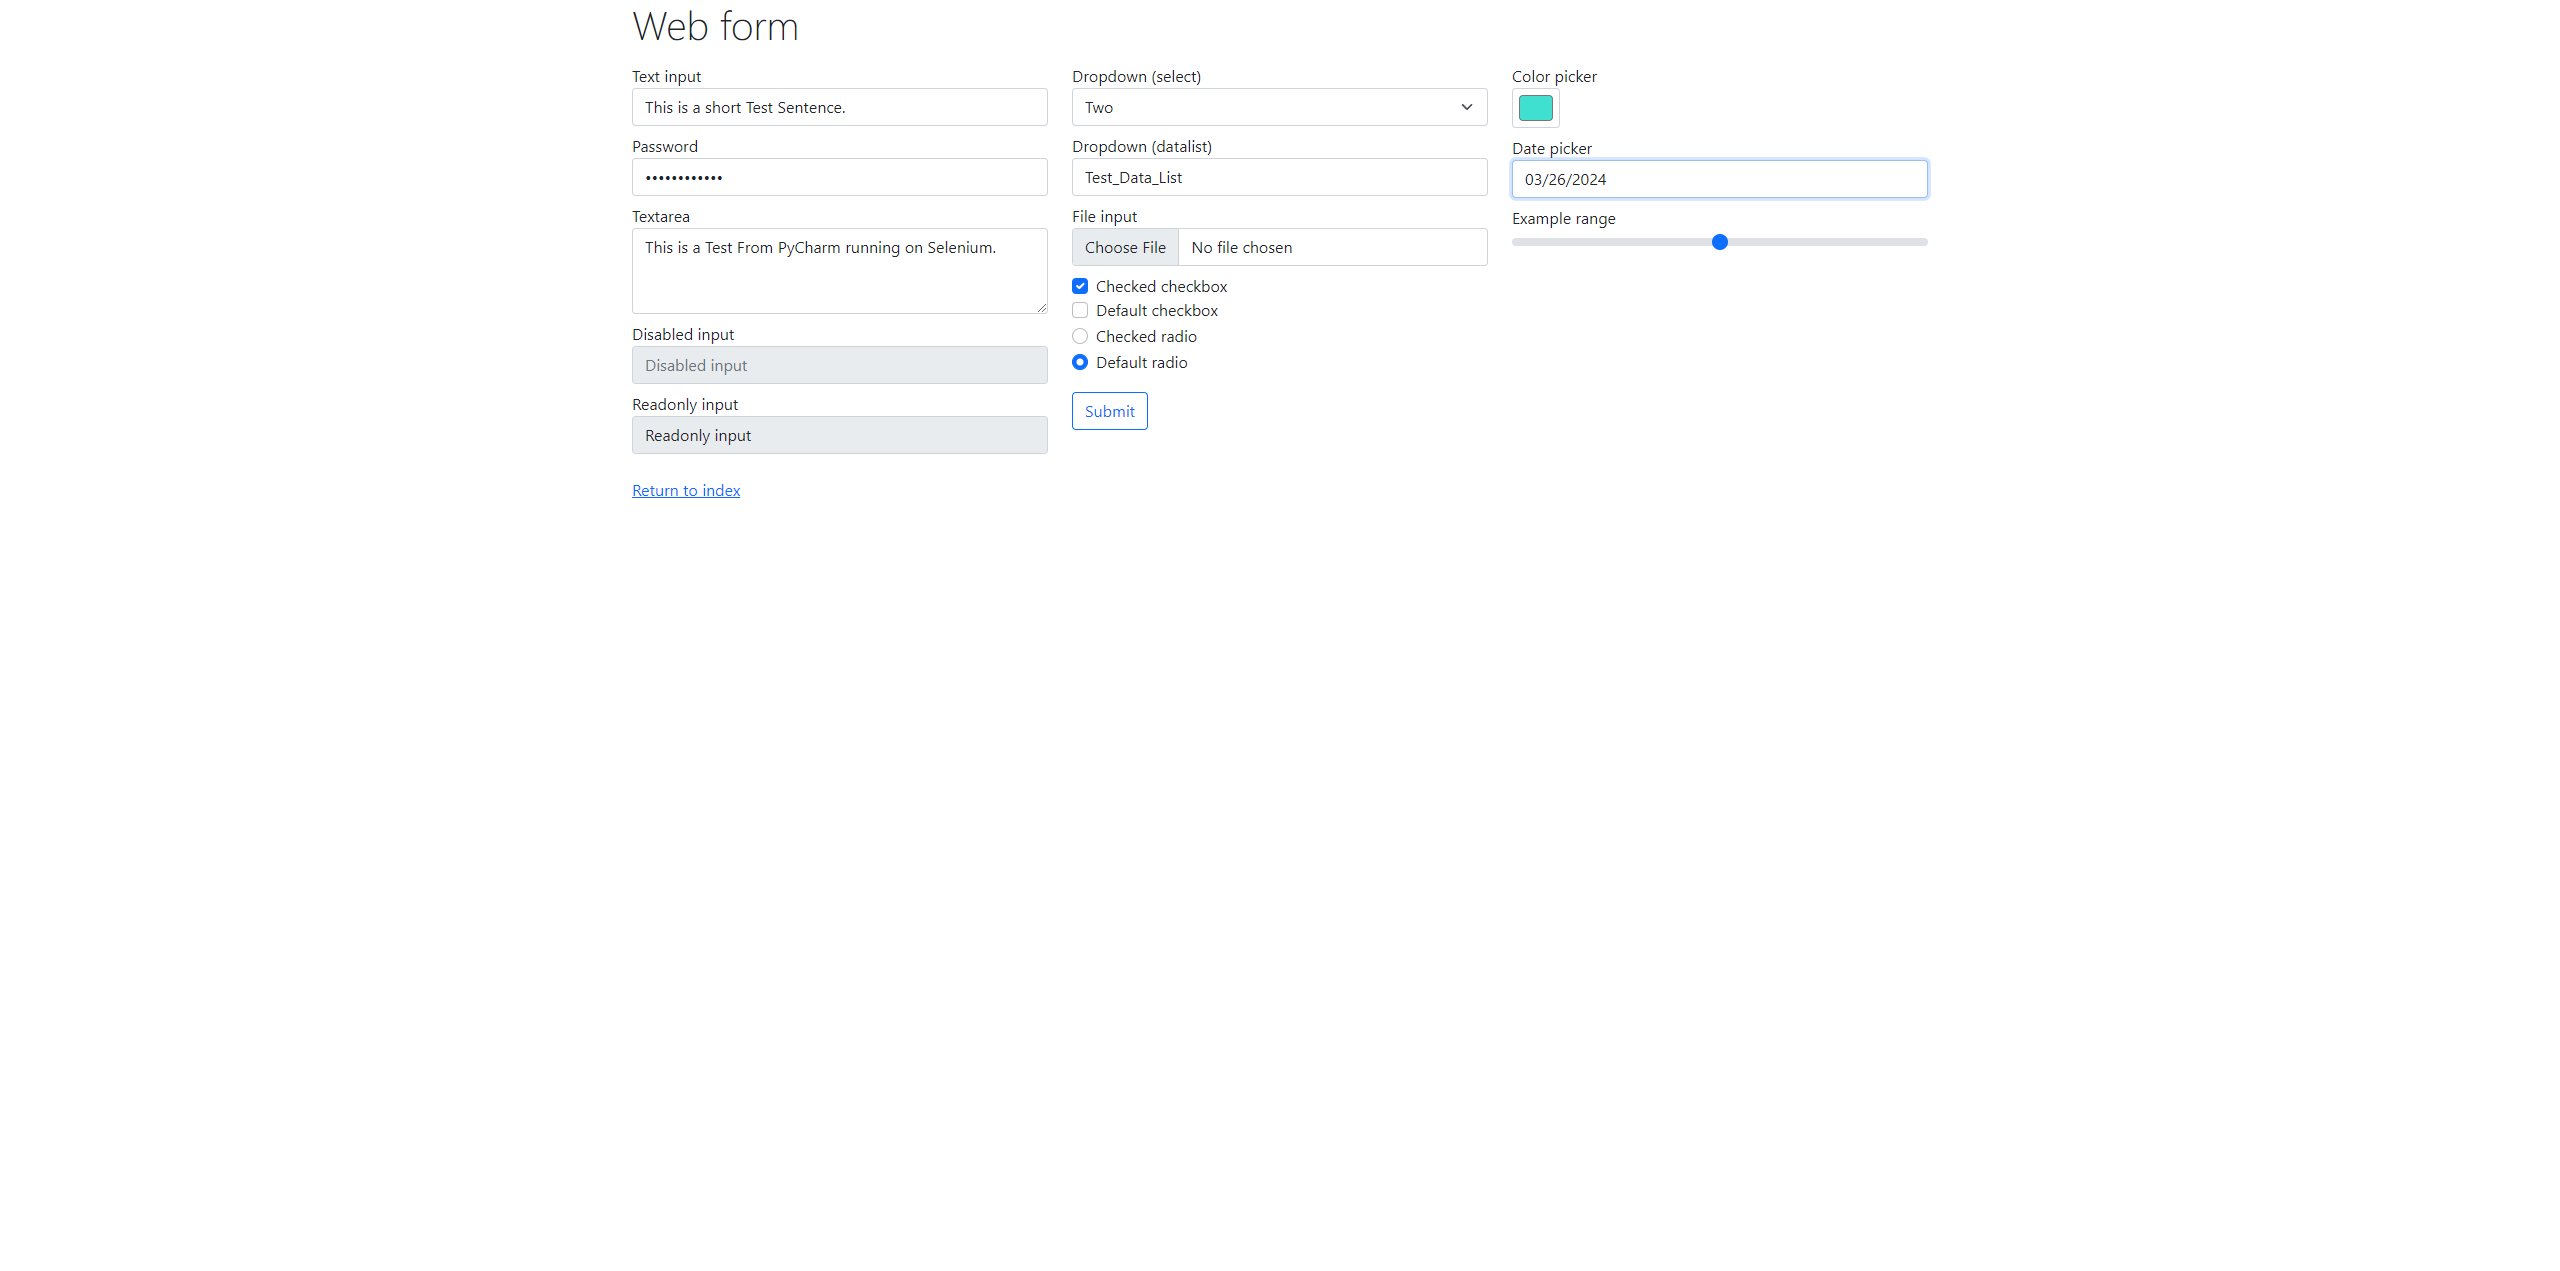 Web form
Text input
This is a short Test Sentence.
Password
••••••••••••
Textarea
This is a Test From PyCharm running on Selenium.
Disabled input
Disabled input
Readonly input
Readonly input
Return to index
Dropdown (select)
Two
Dropdown (datalist)
Test_Data_List
File input
Choose File No file chosen
Checked checkbox
Default checkbox
Checked radio
Default radio
Submit
Color picker
Date picker
03/26/2024
Example range